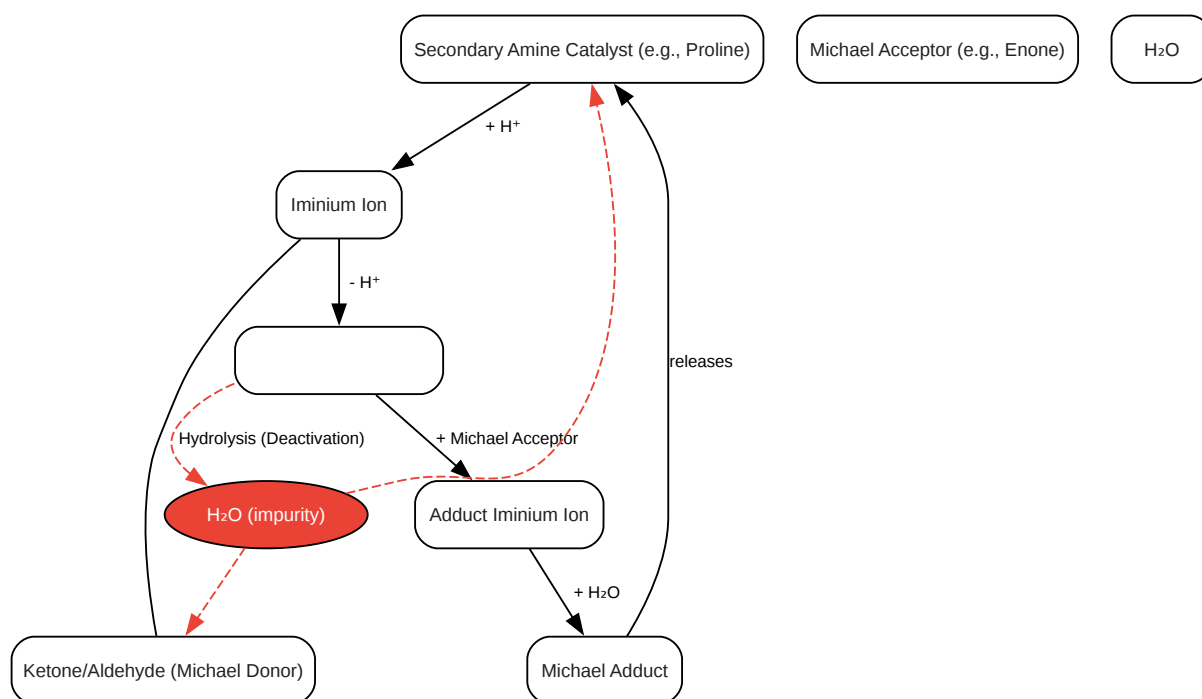 Secondary Amine Catalyst (e.g., Proline)
Michael Acceptor (e.g., Enone)
H₂O
+ H⁺
Iminium Ion
- H⁺
releases
Hydrolysis (Deactivation)
+ Michael Acceptor
H₂O (impurity)
Adduct Iminium Ion
+ H₂O
Ketone/Aldehyde (Michael Donor)
Michael Adduct